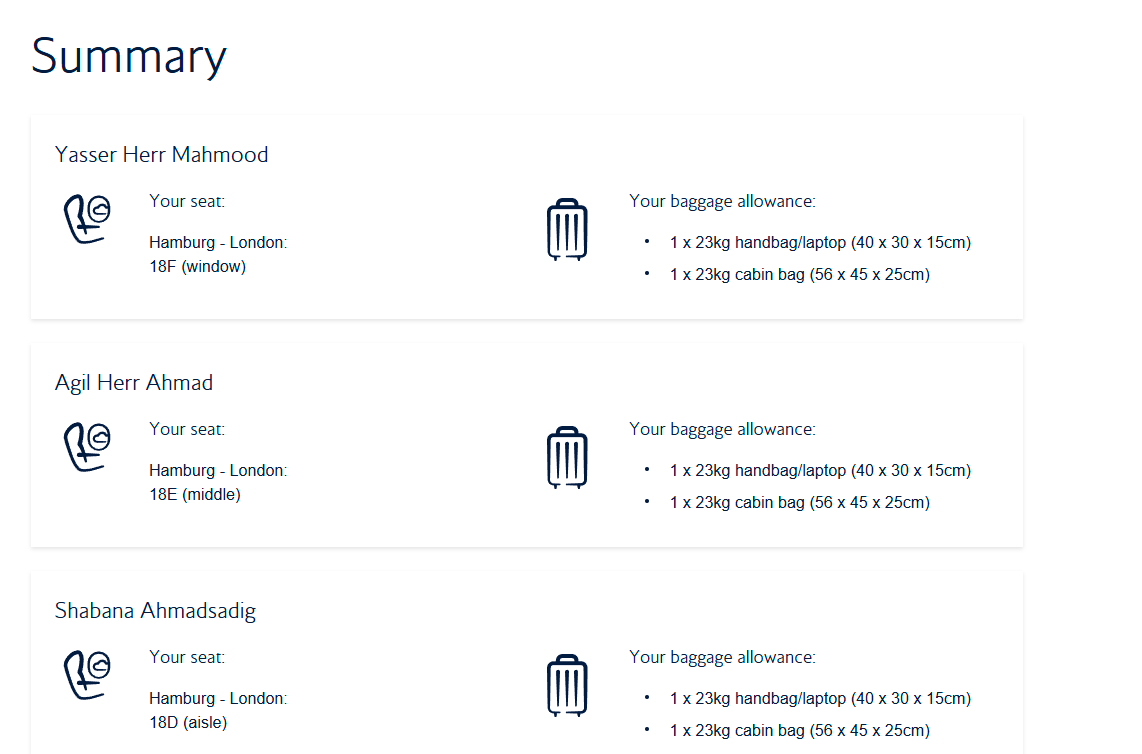 Summary
Yasser Herr Mahmood
Your seat:
Hamburg - London:
18F (window)
Your baggage allowance:
• 1 x 23kg handbag/laptop (40 x 30 x 15cm)
• 1 x 23kg cabin bag (56 x 45 x 25cm)
Agil Herr Ahmad
Your seat:
Hamburg - London:
18E (middle)
Your baggage allowance:
• 1 x 23kg handbag/laptop (40 x 30 x 15cm)
• 1 x 23kg cabin bag (56 x 45 x 25cm)
Shabana Ahmadsadig
Your seat:
Hamburg - London:
18D (aisle)
Your baggage allowance:
• 1 x 23kg handbag/laptop (40 x 30 x 15cm)
• 1 x 23kg cabin bag (56 x 45 x 25cm)